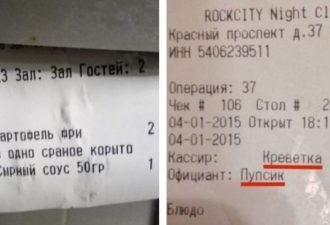 З Зал: Зал Гостей: 2
артофель фри 2
одно сраное корыто
ырный соус 50гр 1
ROCKCITY Night Cl
Красный проспект д.37
ИНН 5406239511
Операция: 37
Чек # 106 Стол # 2
04-01-2015 Открыт 18:1
04-01-2015
Кассир: Креветка
Официант: Пупсик
Блюдо